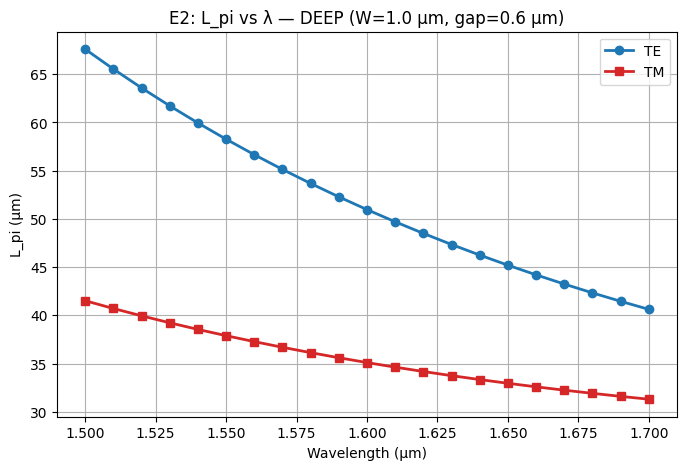 E2: L_pi vs λ — DEEP (W=1.0 μm, gap=0.6 μm)
TE
TM
L_pi (μm)
65
60
55
50
45
40
35
30
1.500 1.525 1.550 1.575 1.600 1.625 1.650 1.675 1.700
Wavelength (μm)